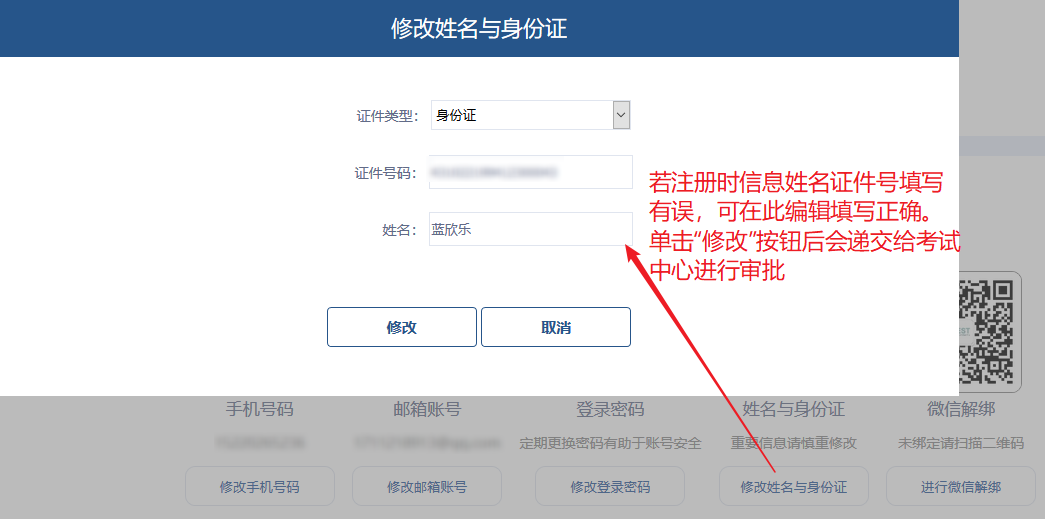 修改姓名与身份证
证件类型：
身份证
证件号码：
姓名：
蓝欣乐
若注册时信息姓名证件号填写
有误，可在此编辑填写正确。
单击“修改”按钮后会递交给考试
中心进行审批
修改
取消
手机号码
邮箱账号
登录密码
姓名与身份证
微信解绑
定期更换密码有助于账号安全
重要信息请慎重修改
未绑定请扫描二维码
修改手机号码
修改邮箱账号
修改登录密码
修改姓名与身份证
进行微信解绑